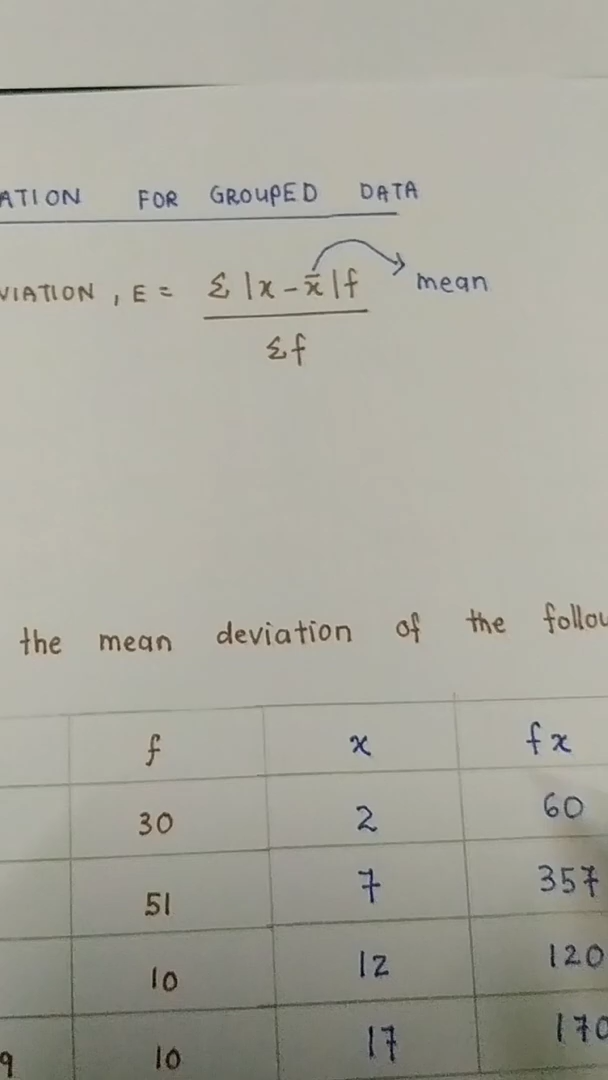 ATION FOR GROUPED DATA
VIATION, E = Σ |x - x̄|f mean
Σf
the mean deviation of the follow
f x fx
30 2 60
51 7 357
10 12 120
9 10 17 170